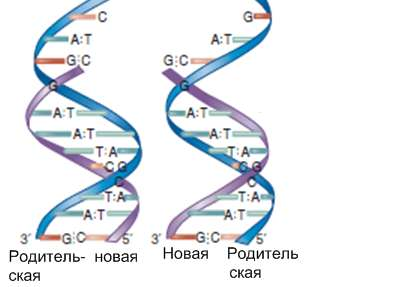 C
A:T
G:C
G
A:T
A:T
T:A
C G
C
T:A
A:T
3´ G:C 5´
Родитель- новая
ская
G
A:T
G:C
G
A:T
A:T
T:A
C G
C
T:A
A:T
3´ G:C 5´
Новая Родитель
ская